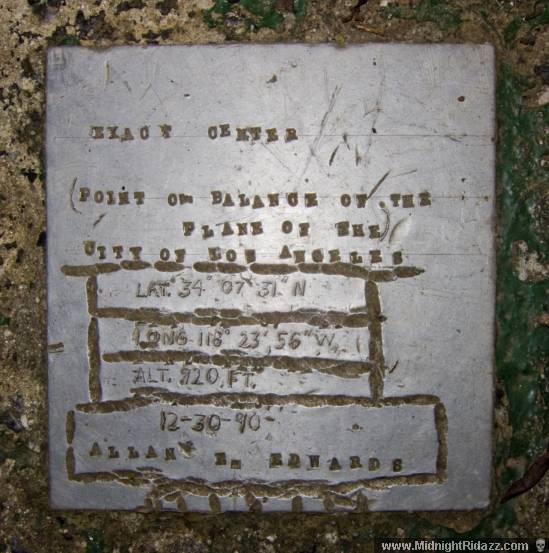 EXACT CENTER
(POINT OF BALANCE OF THE
PLANE OF THE)
CITY OF LOS ANGELES
LAT. 34° 07' 31" N
LONG 118° 23' 56" W.
ALT. 920 FT.
12-30-90
ALLAN E. EDWARDS
www.MidnightRidazz.com